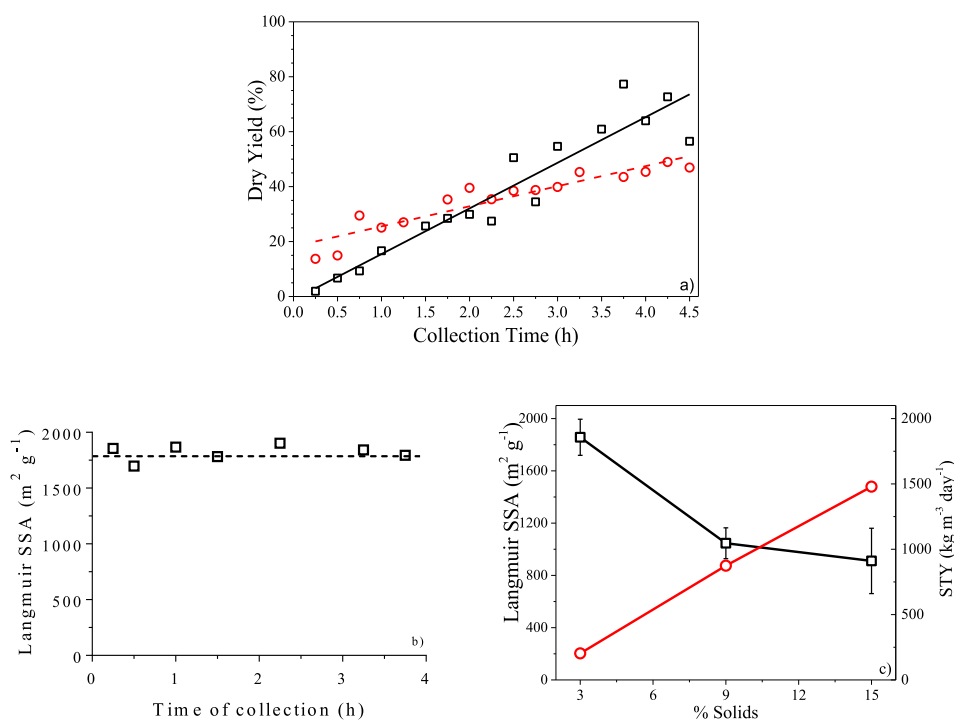 Dry Yield (%)
100
80
60
40
20
0
a)
0.0 0.5 1.0 1.5 2.0 2.5 3.0 3.5 4.0 4.5
Collection Time (h)
Langmuir SSA (m² g⁻¹)
2000
1500
1000
500
0
b)
0 1 2 3 4
Time of collection (h)
Langmuir SSA (m² g⁻¹)
2000
1600
1200
800
400
0
2000
1500
1000
500
0
STY (kg m⁻³ day⁻¹)
c)
3 6 9 12 15
% Solids